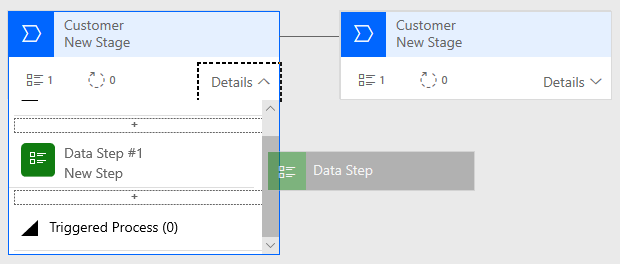 Customer
New Stage
1
0
Details
+
Data Step #1
New Step
+
Triggered Process (0)
Customer
New Stage
1
0
Details
Data Step